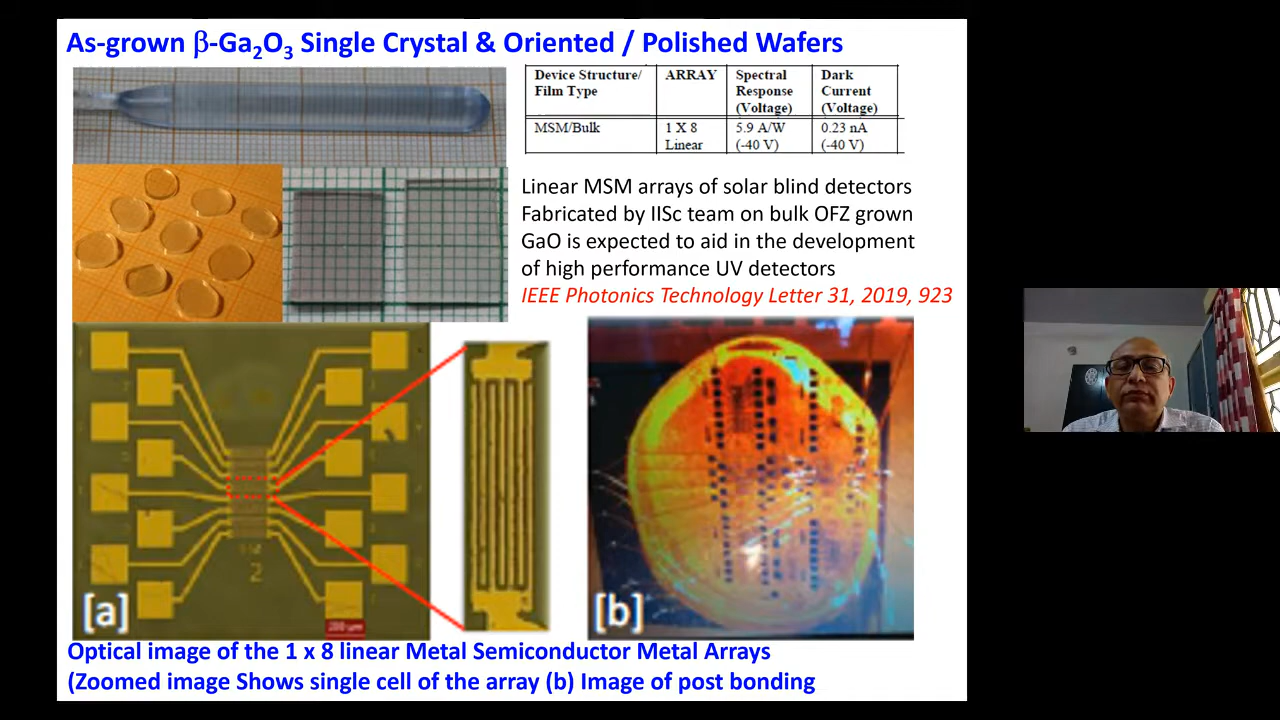 As-grown β-Ga2O3 Single Crystal & Oriented / Polished Wafers
Device Structure/ Film Type
ARRAY
Spectral Response (Voltage)
Dark Current (Voltage)
MSM/Bulk
1 X 8 Linear
5.9 A/W (-40 V)
0.23 nA (-40 V)
Linear MSM arrays of solar blind detectors
Fabricated by IISc team on bulk OFZ grown
GaO is expected to aid in the development
of high performance UV detectors
IEEE Photonics Technology Letter 31, 2019, 923
2
200 μm
[a]
[b]
Optical image of the 1 x 8 linear Metal Semiconductor Metal Arrays
(Zoomed image Shows single cell of the array (b) Image of post bonding